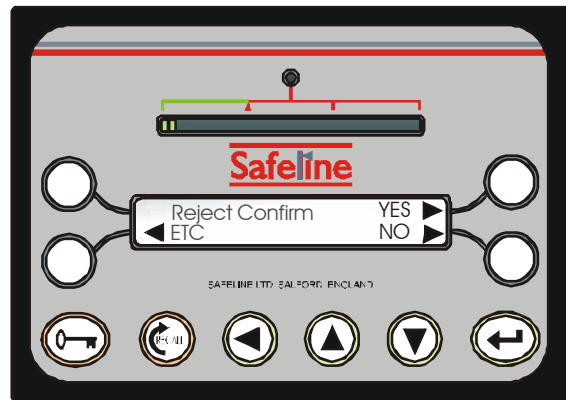 Safeline
Reject Confirm YES
ETC NO
SAFELINE LTD SALFORD ENGLAND
RECALL